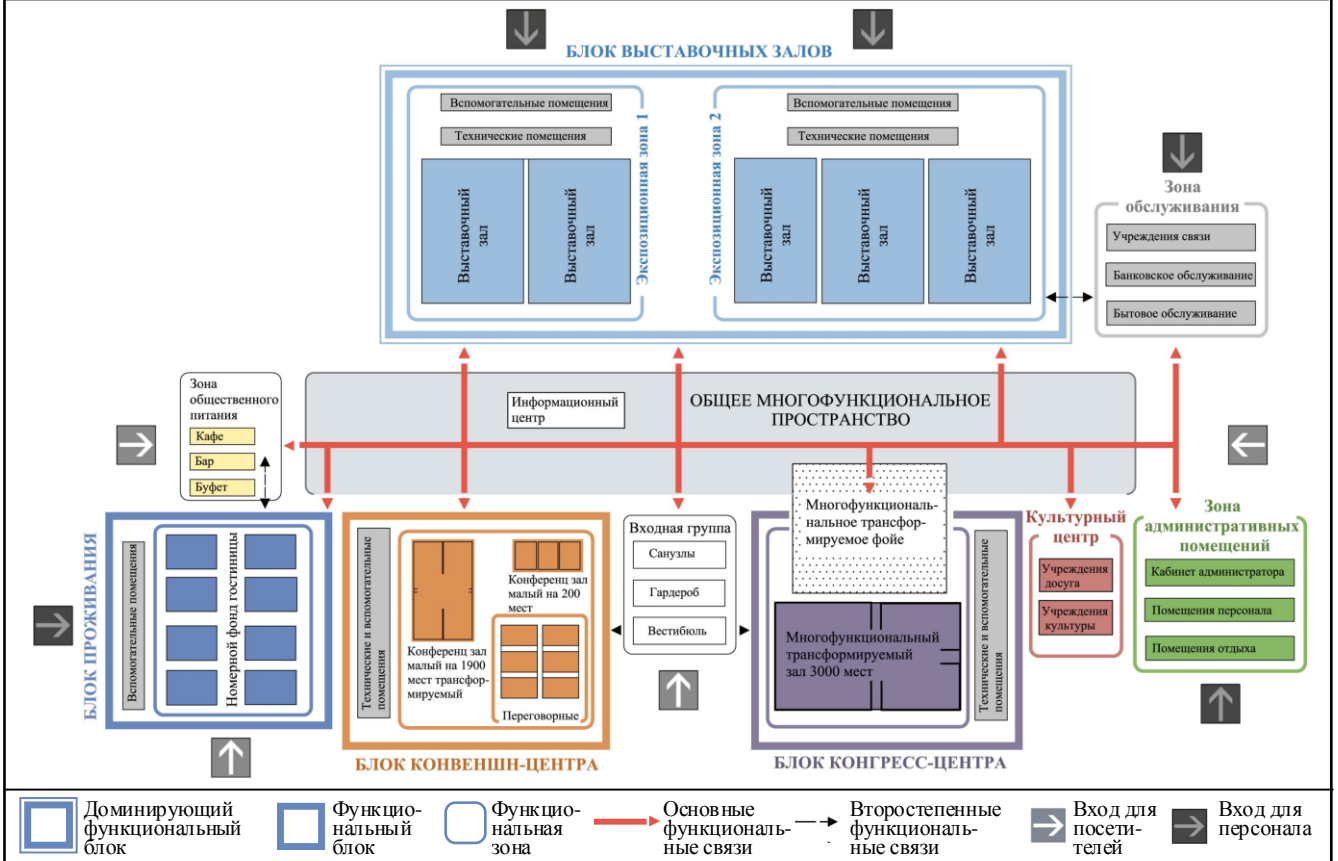 БЛОК ВЫСТАВОЧНЫХ ЗАЛОВ
Вспомогательные помещения
Технические помещения
Выставочный
зал
Выставочный
зал
Экспозиционная зона 1
Экспозиционная зона 2
Вспомогательные помещения
Технические помещения
Выставочный
зал
Выставочный
зал
Выставочный
зал
Зона
обслуживания
Учреждения связи
Банковское обслуживание
Бытовое обслуживание
Зона
общественного
питания
Кафе
Бар
Буфет
Информационный
центр
ОБЩЕЕ МНОГОФУНКЦИОНАЛЬНОЕ
ПРОСТРАНСТВО
БЛОК ПРОЖИВАНИЯ
Вспомогательные помещения
Номерной фонд гостиницы
Технические и вспомогательные
помещения
Конференц зал
малый на 1900
мест трансфор-
мируемый
Конференц зал
малый на 200
мест
Переговорные
БЛОК КОНВЕНШН-ЦЕНТРА
Входная группа
Санузлы
Гардероб
Вестибюль
Многофункциональ-
нальное трансфор-
мируемое фойе
Многофункциональный
трансформируемый
зал 3000 мест
Технические и вспомогательные
помещения
БЛОК КОНГРЕСС-ЦЕНТРА
Культурный
центр
Учреждения
досуга
Учреждения
культуры
Зона
административных
помещений
Кабинет администратора
Помещения персонала
Помещения отдыха
Доминирующий
функциональный
блок
Функцио-
нальный
блок
Функцио-
нальная
зона
Основные
функциональ-
ные связи
Второстепенные
функциональ-
ные связи
Вход для
посети-
телей
Вход для
персонала